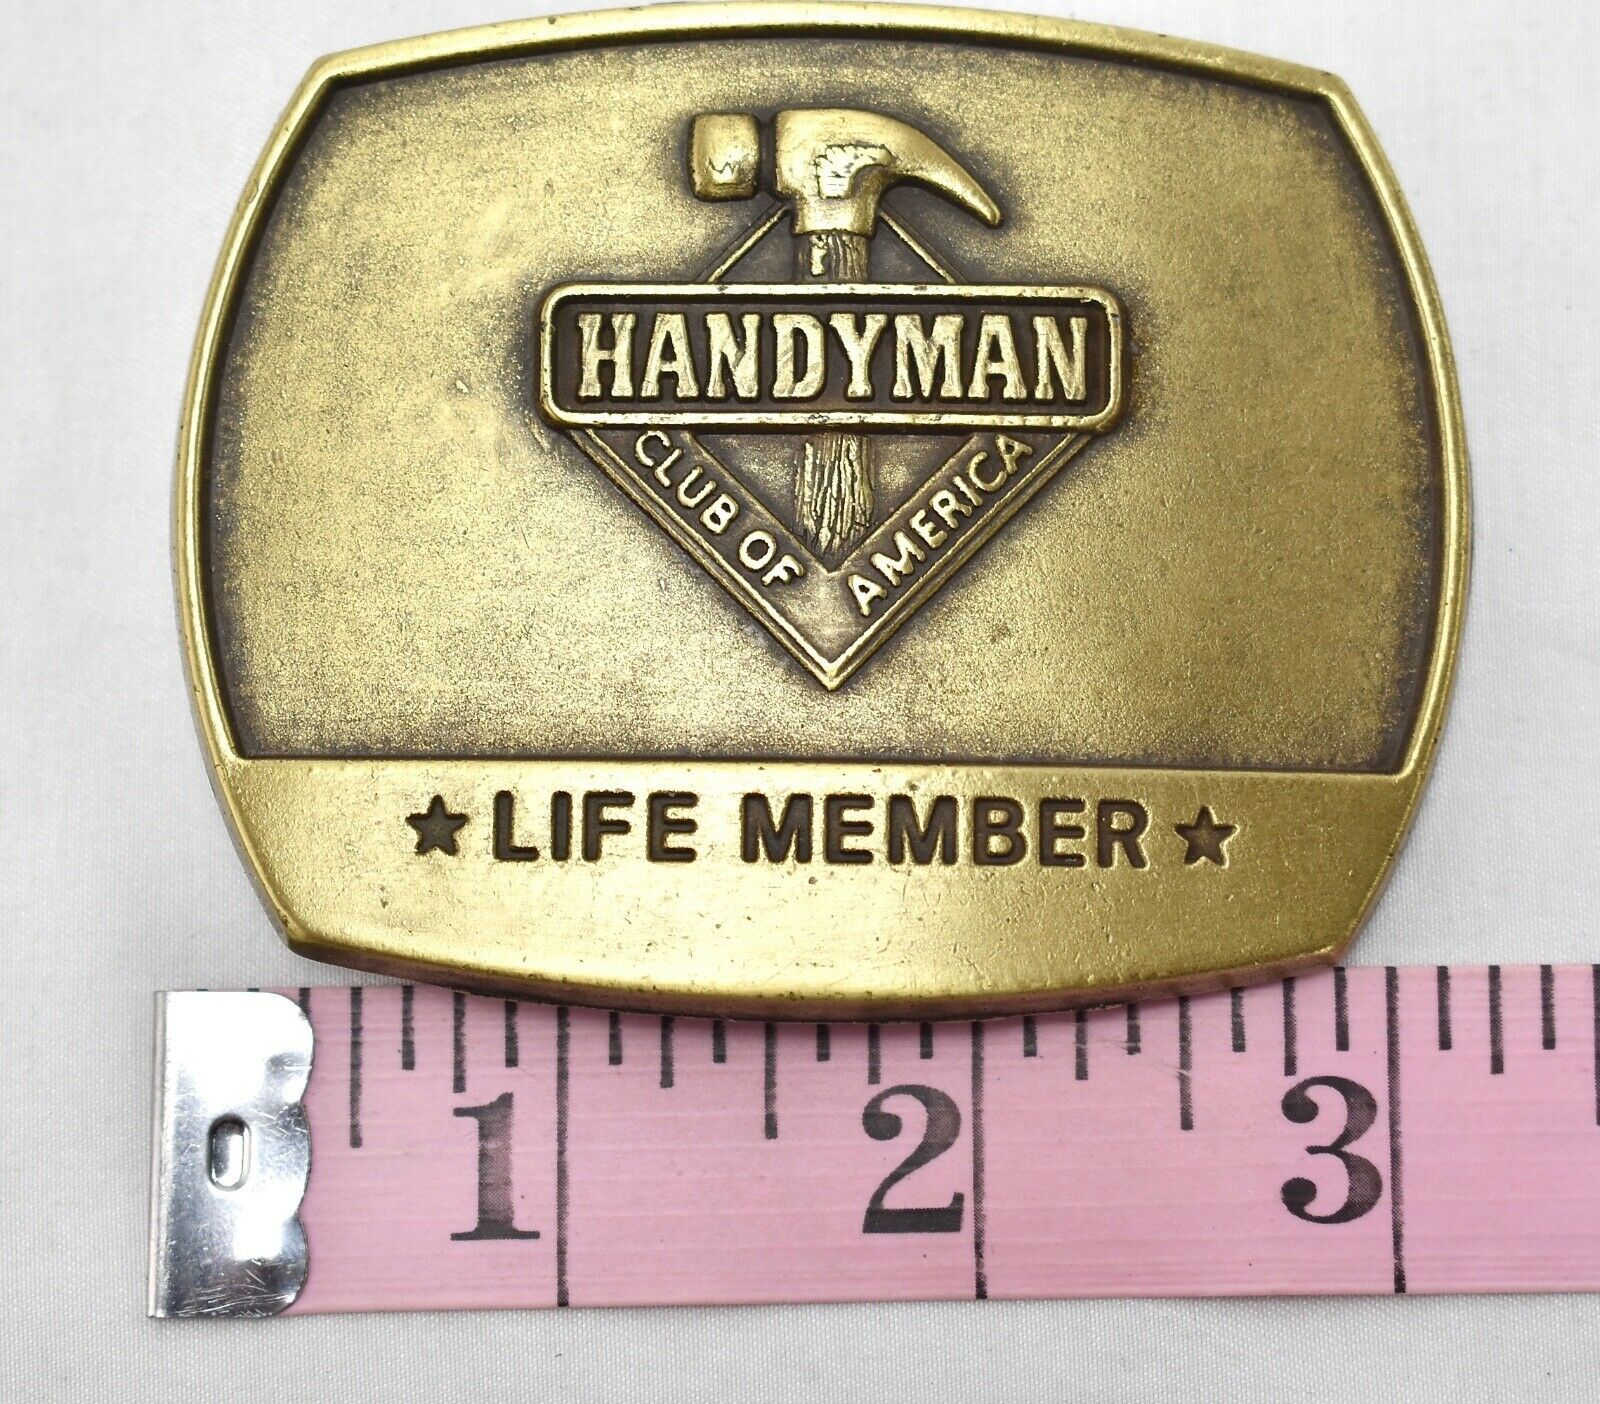 HANDYMAN
CLUB OF AMERICA
★ LIFE MEMBER ★
1 2 3